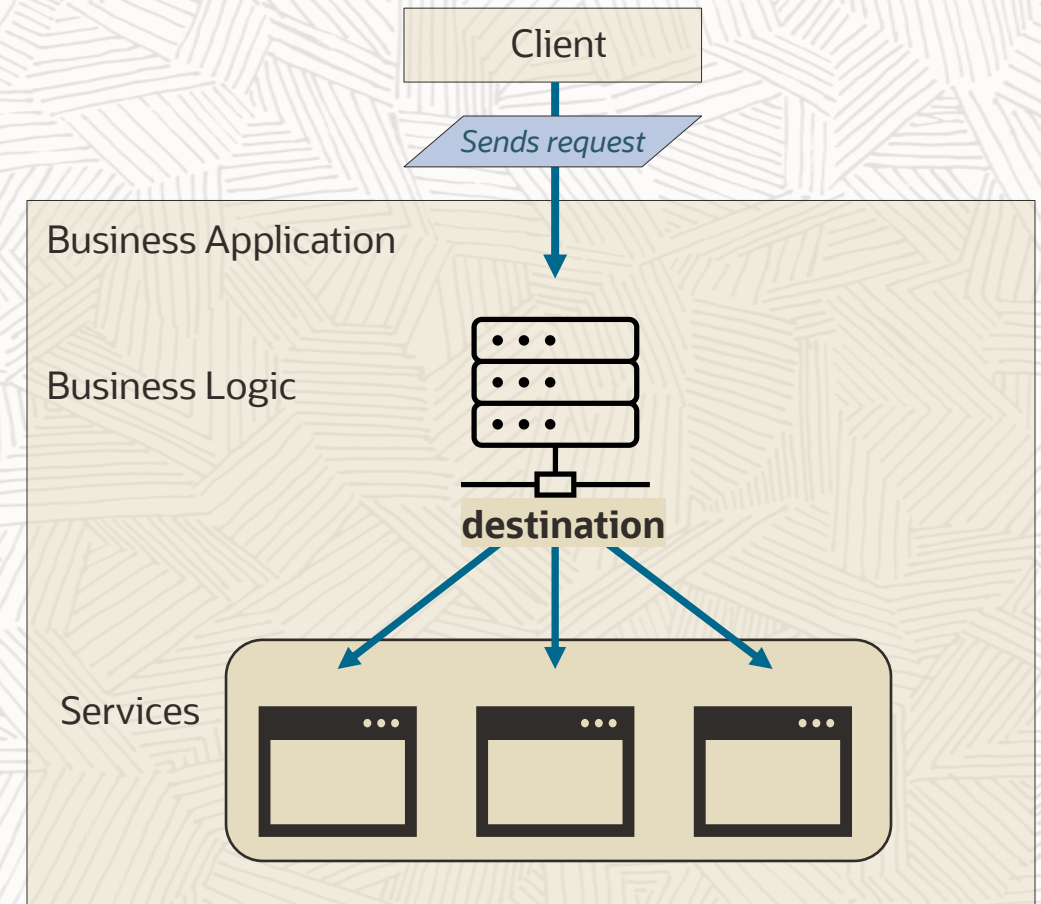 Client
Sends request
Business Application
Business Logic
destination
Services